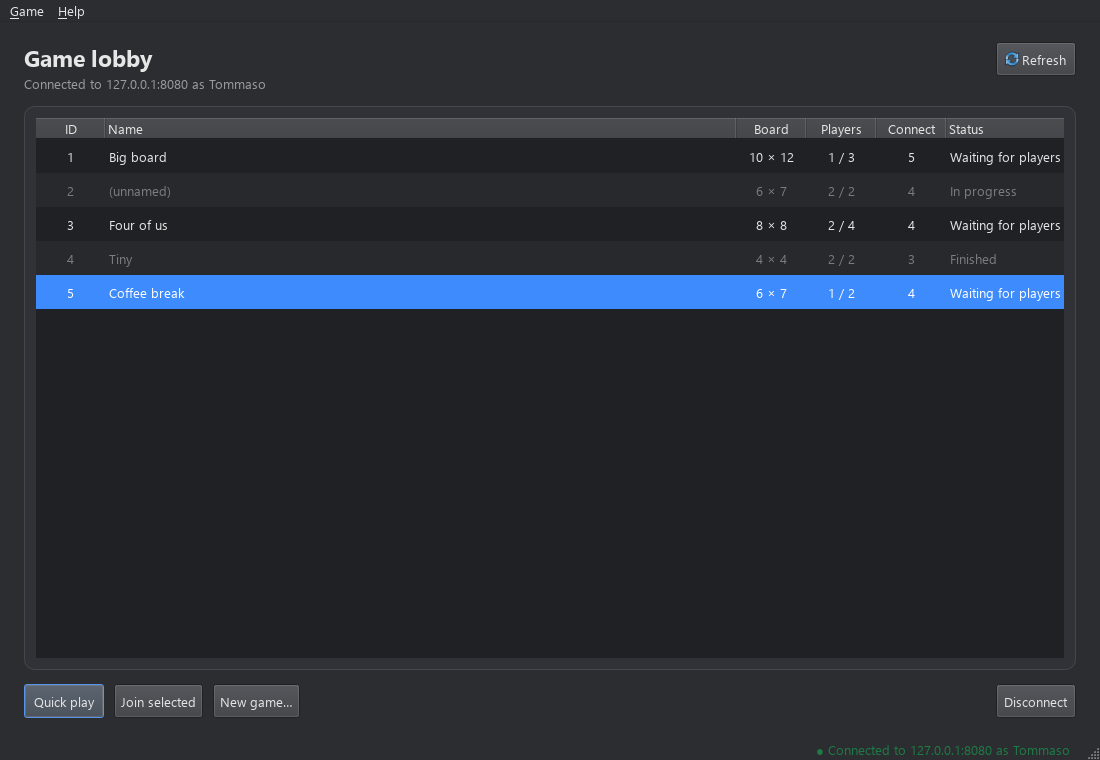 Game Help
Game lobby
Refresh
Connected to 127.0.0.1:8080 as Tommaso
ID Name Board Players Connect Status
1 Big board 10 × 12 1 / 3 5 Waiting for players
2 (unnamed) 6 × 7 2 / 2 4 In progress
3 Four of us 8 × 8 2 / 4 4 Waiting for players
4 Tiny 4 × 4 2 / 2 3 Finished
5 Coffee break 6 × 7 1 / 2 4 Waiting for players
Quick play Join selected New game... Disconnect
● Connected to 127.0.0.1:8080 as Tommaso